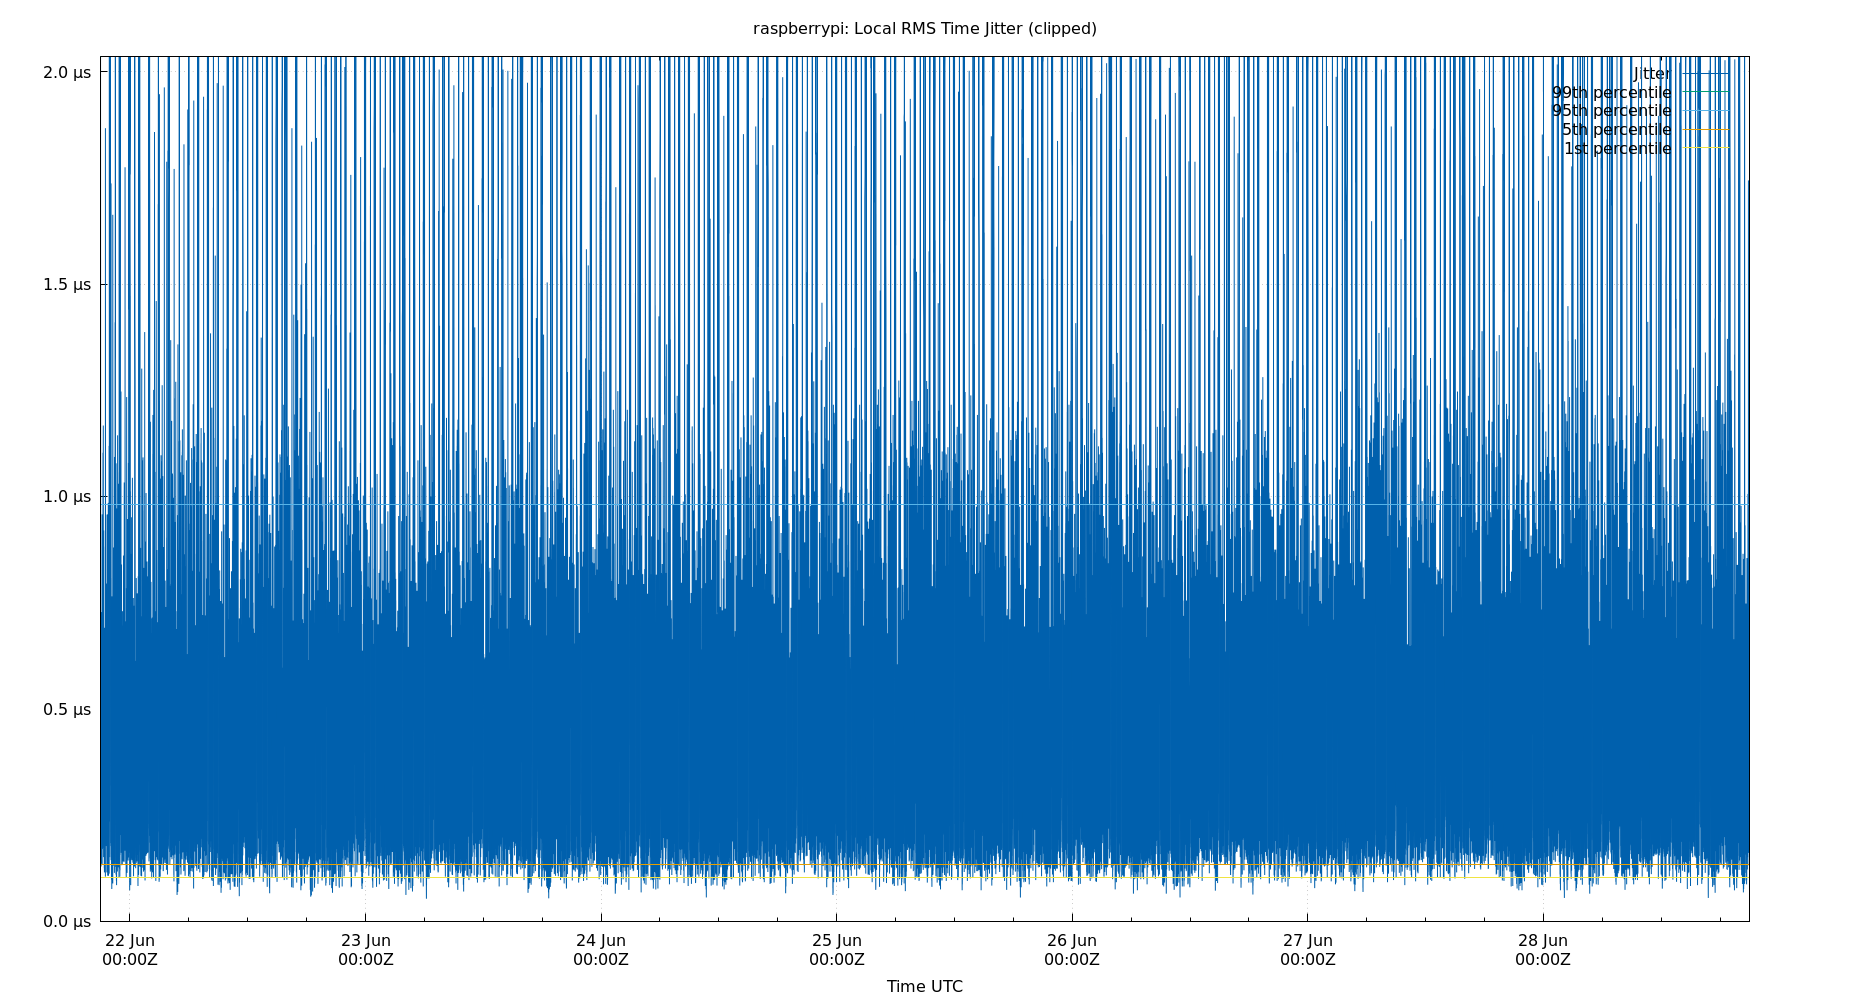 raspberrypi: Local RMS Time Jitter (clipped)
2.0 µs
1.5 µs
1.0 µs
0.5 µs
0.0 µs
Jitter
99th percentile
95th percentile
5th percentile
1st percentile
22 Jun 23 Jun 24 Jun 25 Jun 26 Jun 27 Jun 28 Jun
00:00Z 00:00Z 00:00Z 00:00Z 00:00Z 00:00Z 00:00Z
Time UTC